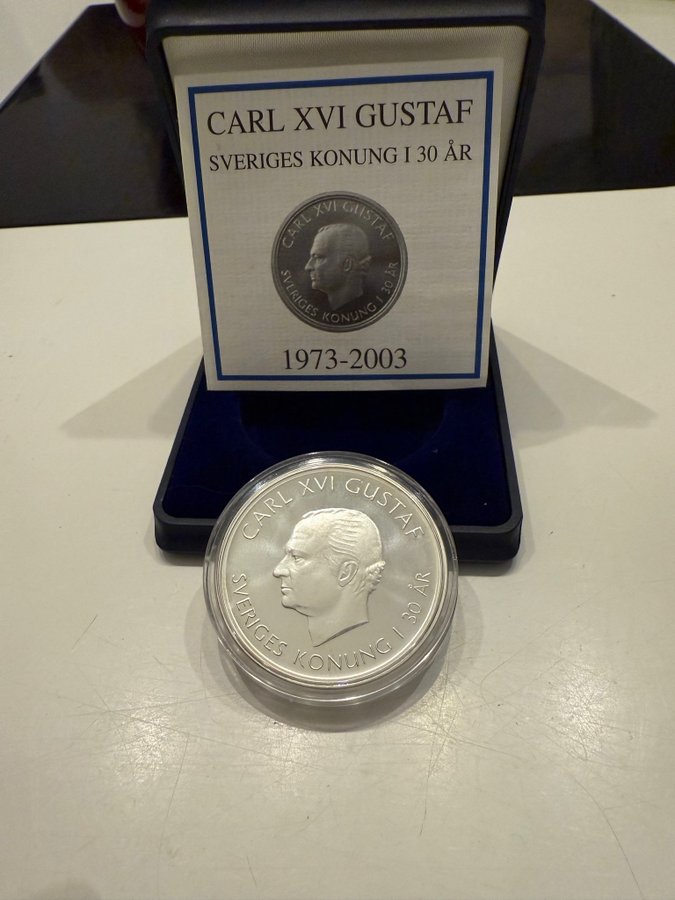 CARL XVI GUSTAF
SVERIGES KONUNG I 30 ÅR
CARL XVI GUSTAF
SVERIGES KONUNG I 30 ÅR
1973-2003
CARL XVI GUSTAF
SVERIGES KONUNG I 30 ÅR